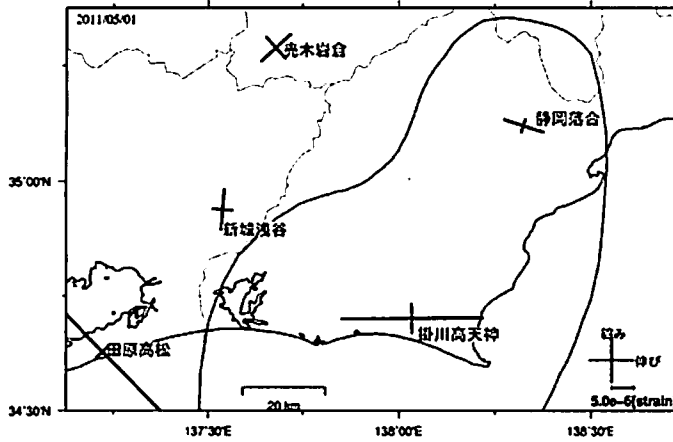 2011/05/01
売木岩倉
静岡落合
35°00'N
新城浅谷
掛川高天神
田原高松
縮み
伸び
5.0e-6[strain
20 km
34°30'N
137°30'E
138°00'E
138°30'E